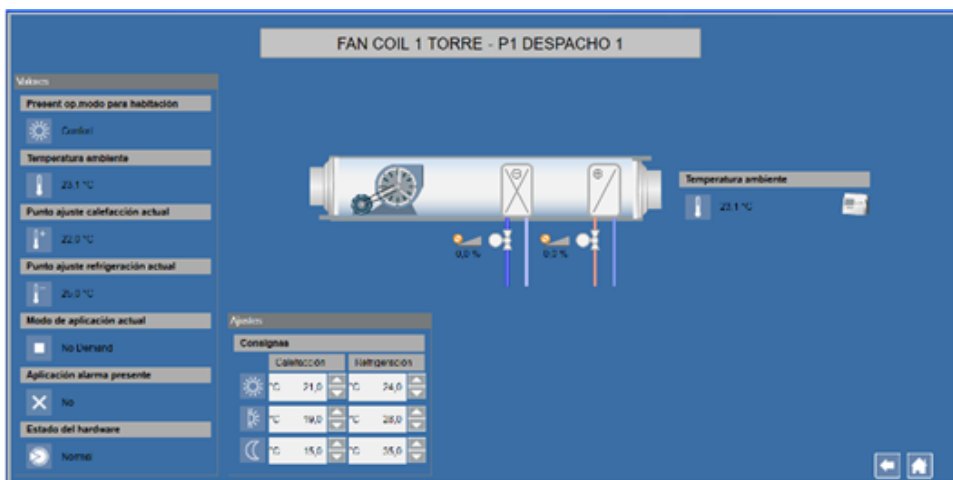 FAN COIL 1 TORRE - P1 DESPACHO 1
Valores
Present op.modo para habitación
Confort
Temperatura ambiente
23.1 °C
Punto ajuste calefacción actual
22.0 °C
Punto ajuste refrigeración actual
25.0 °C
Modo de aplicación actual
No Demand
Aplicación alarma presente
No
Estado del hardware
Normal
0,0 %
0,0 %
Temperatura ambiente
23.1 °C
Ajustes
Consignas
Calefacción Refrigeración
°C 21,0 °C 24,0
°C 19,0 °C 28,0
°C 15,0 °C 35,0